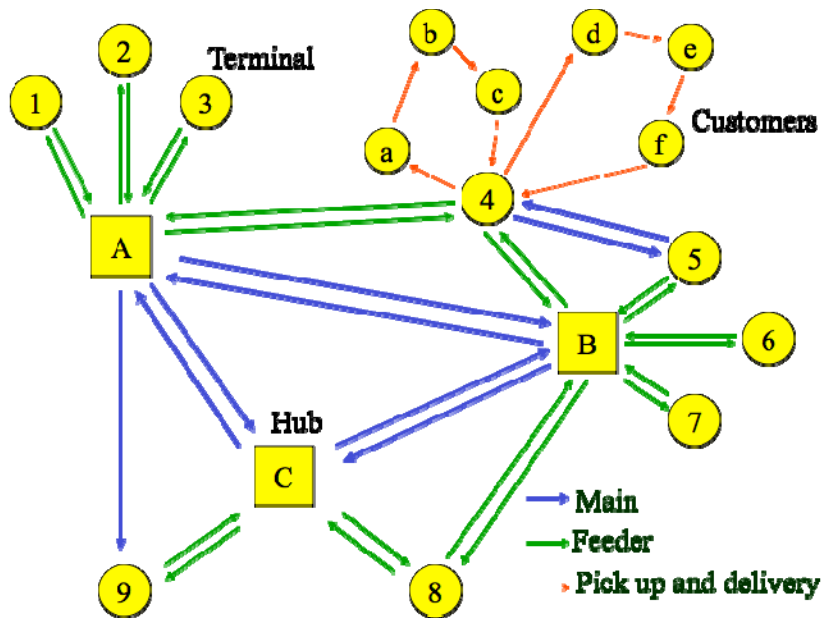 2
Terminal
1
3
b
d
e
c
a
f
Customers
4
A
5
B
6
7
Hub
C
9
8
Main
Feeder
Pick up and delivery